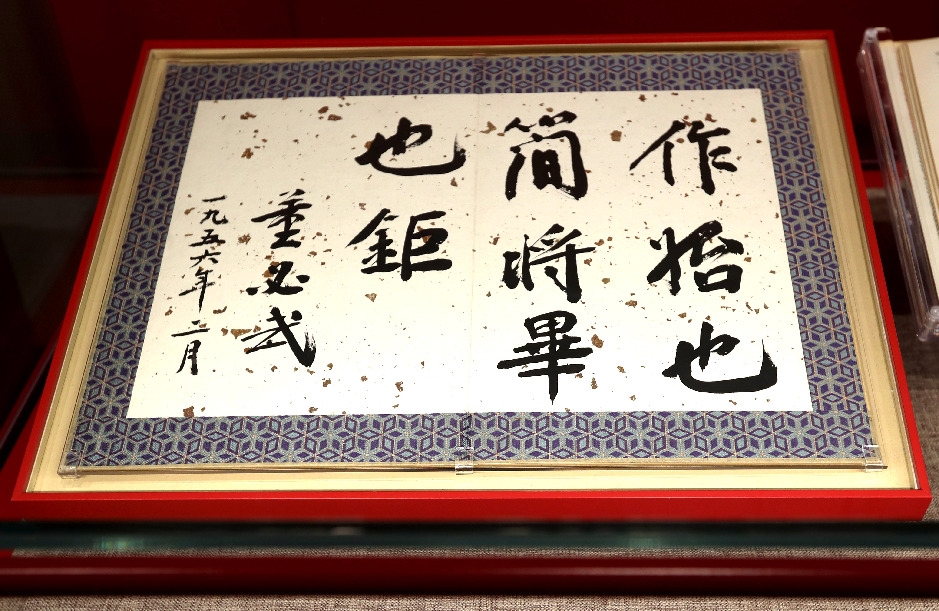 作始也
簡將畢
也鉅
董必武
一九五六年二月